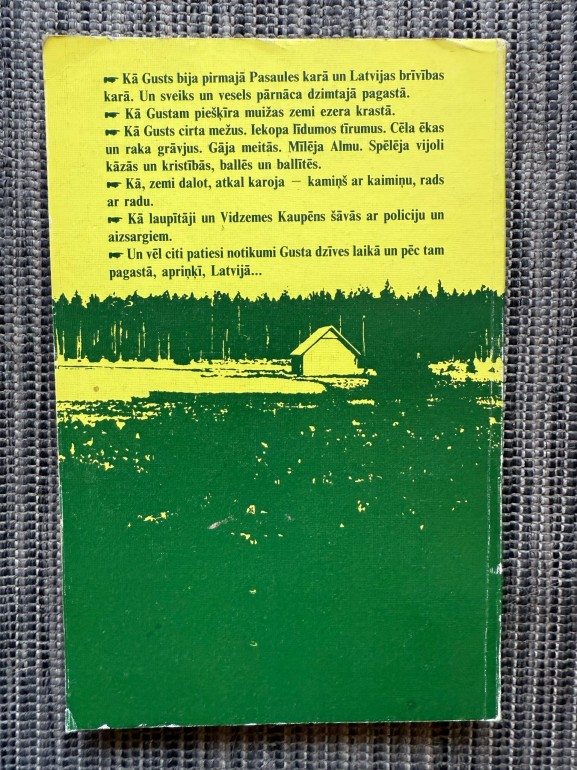 ☛ Kā Gusts bija pirmajā Pasaules karā un Latvijas brīvības
karā. Un sveiks un vesels pārnāca dzimtajā pagastā.
☛ Kā Gustam piešķīra muižas zemi ezera krastā.
☛ Kā Gusts cirta mežus. Iekopa līdumos tīrumus. Cēla ēkas
un raka grāvjus. Gāja meitās. Mīlēja Almu. Spēlēja vijoli
kāzās un kristībās, ballēs un ballītēs.
☛ Kā, zemi dalot, atkal karoja — kamiņš ar kaimiņu, rads
ar radu.
☛ Kā laupītāji un Vidzemes Kaupēns šāvās ar policiju un
aizsargiem.
☛ Un vēl citi patiesi notikumi Gusta dzīves laikā un pēc tam
pagastā, apriņķī, Latvijā...